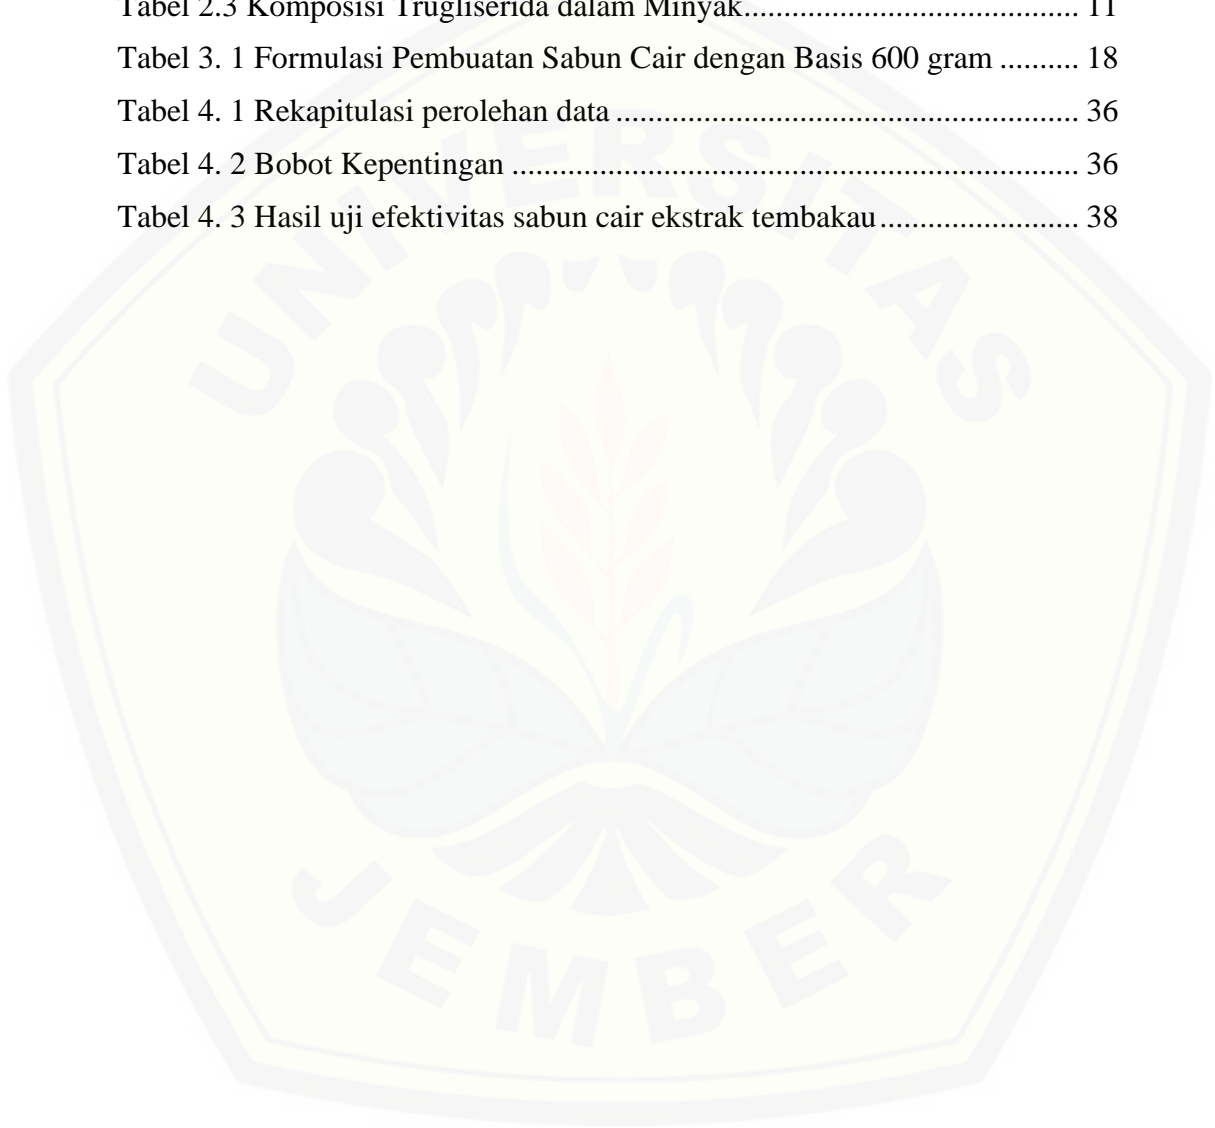 Tabel 2.3 Komposisi Trugliserida dalam Minyak.......................................... 11
Tabel 3. 1 Formulasi Pembuatan Sabun Cair dengan Basis 600 gram .......... 18
Tabel 4. 1 Rekapitulasi perolehan data .......................................................... 36
Tabel 4. 2 Bobot Kepentingan ....................................................................... 36
Tabel 4. 3 Hasil uji efektivitas sabun cair ekstrak tembakau......................... 38
UNIVERSITAS
JEMBER